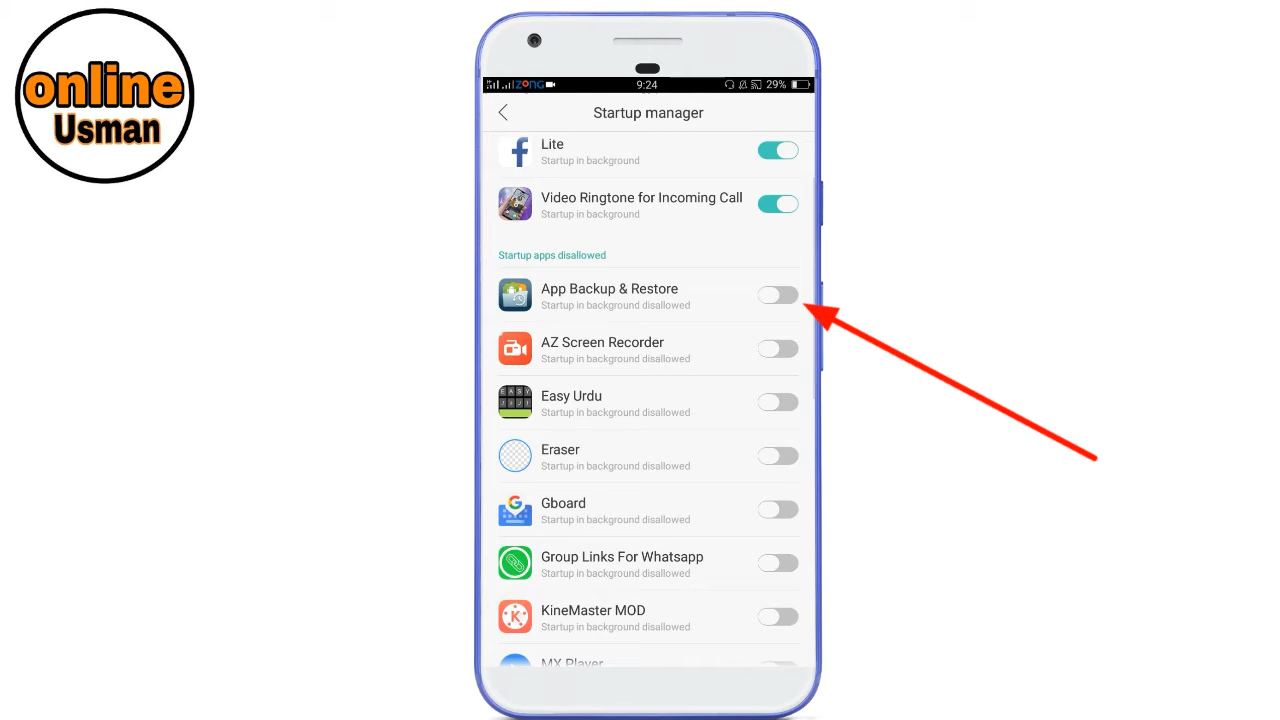 online
Usman
ZONG
9:24
29%
Startup manager
Lite
Startup in background
Video Ringtone for Incoming Call
Startup in background
Startup apps disallowed
App Backup & Restore
Startup in background disallowed
AZ Screen Recorder
Startup in background disallowed
Easy Urdu
Startup in background disallowed
Eraser
Startup in background disallowed
Gboard
Startup in background disallowed
Group Links For Whatsapp
Startup in background disallowed
KineMaster MOD
Startup in background disallowed
MX Player